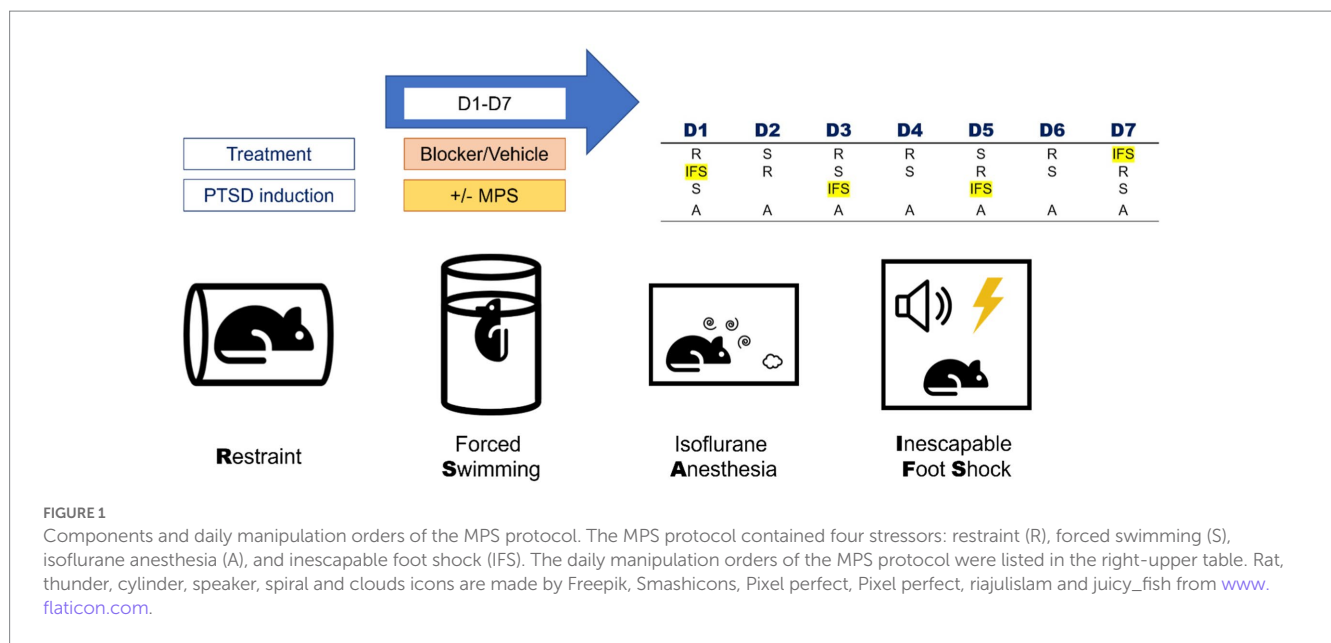 D1-D7
Treatment
Blocker/Vehicle
PTSD induction
+/- MPS
D1 D2 D3 D4 D5 D6 D7
R S R R S R IFS
IFS R S S R S R
S IFS IFS S
A A A A A A A
Restraint
Forced
Swimming
Isoflurane
Anesthesia
Inescapable
Foot Shock
FIGURE 1
Components and daily manipulation orders of the MPS protocol. The MPS protocol contained four stressors: restraint (R), forced swimming (S),
isoflurane anesthesia (A), and inescapable foot shock (IFS). The daily manipulation orders of the MPS protocol were listed in the right-upper table. Rat,
thunder, cylinder, speaker, spiral and clouds icons are made by Freepik, Smashicons, Pixel perfect, Pixel perfect, riajulislam and juicy_fish from www.
flaticon.com.